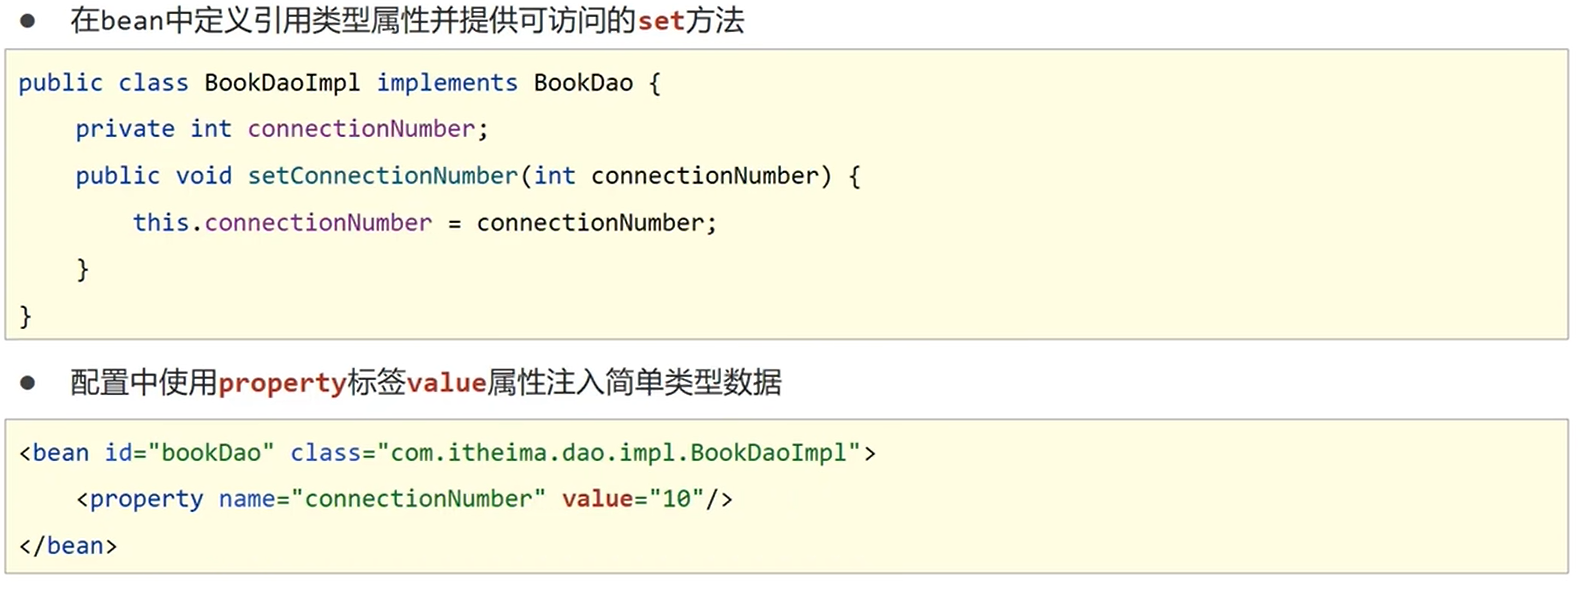 ● 在bean中定义引用类型属性并提供可访问的set方法
public class BookDaoImpl implements BookDao {
    private int connectionNumber;
    public void setConnectionNumber(int connectionNumber) {
        this.connectionNumber = connectionNumber;
    }
}
● 配置中使用property标签value属性注入简单类型数据
<bean id="bookDao" class="com.itheima.dao.impl.BookDaoImpl">
    <property name="connectionNumber" value="10"/>
</bean>